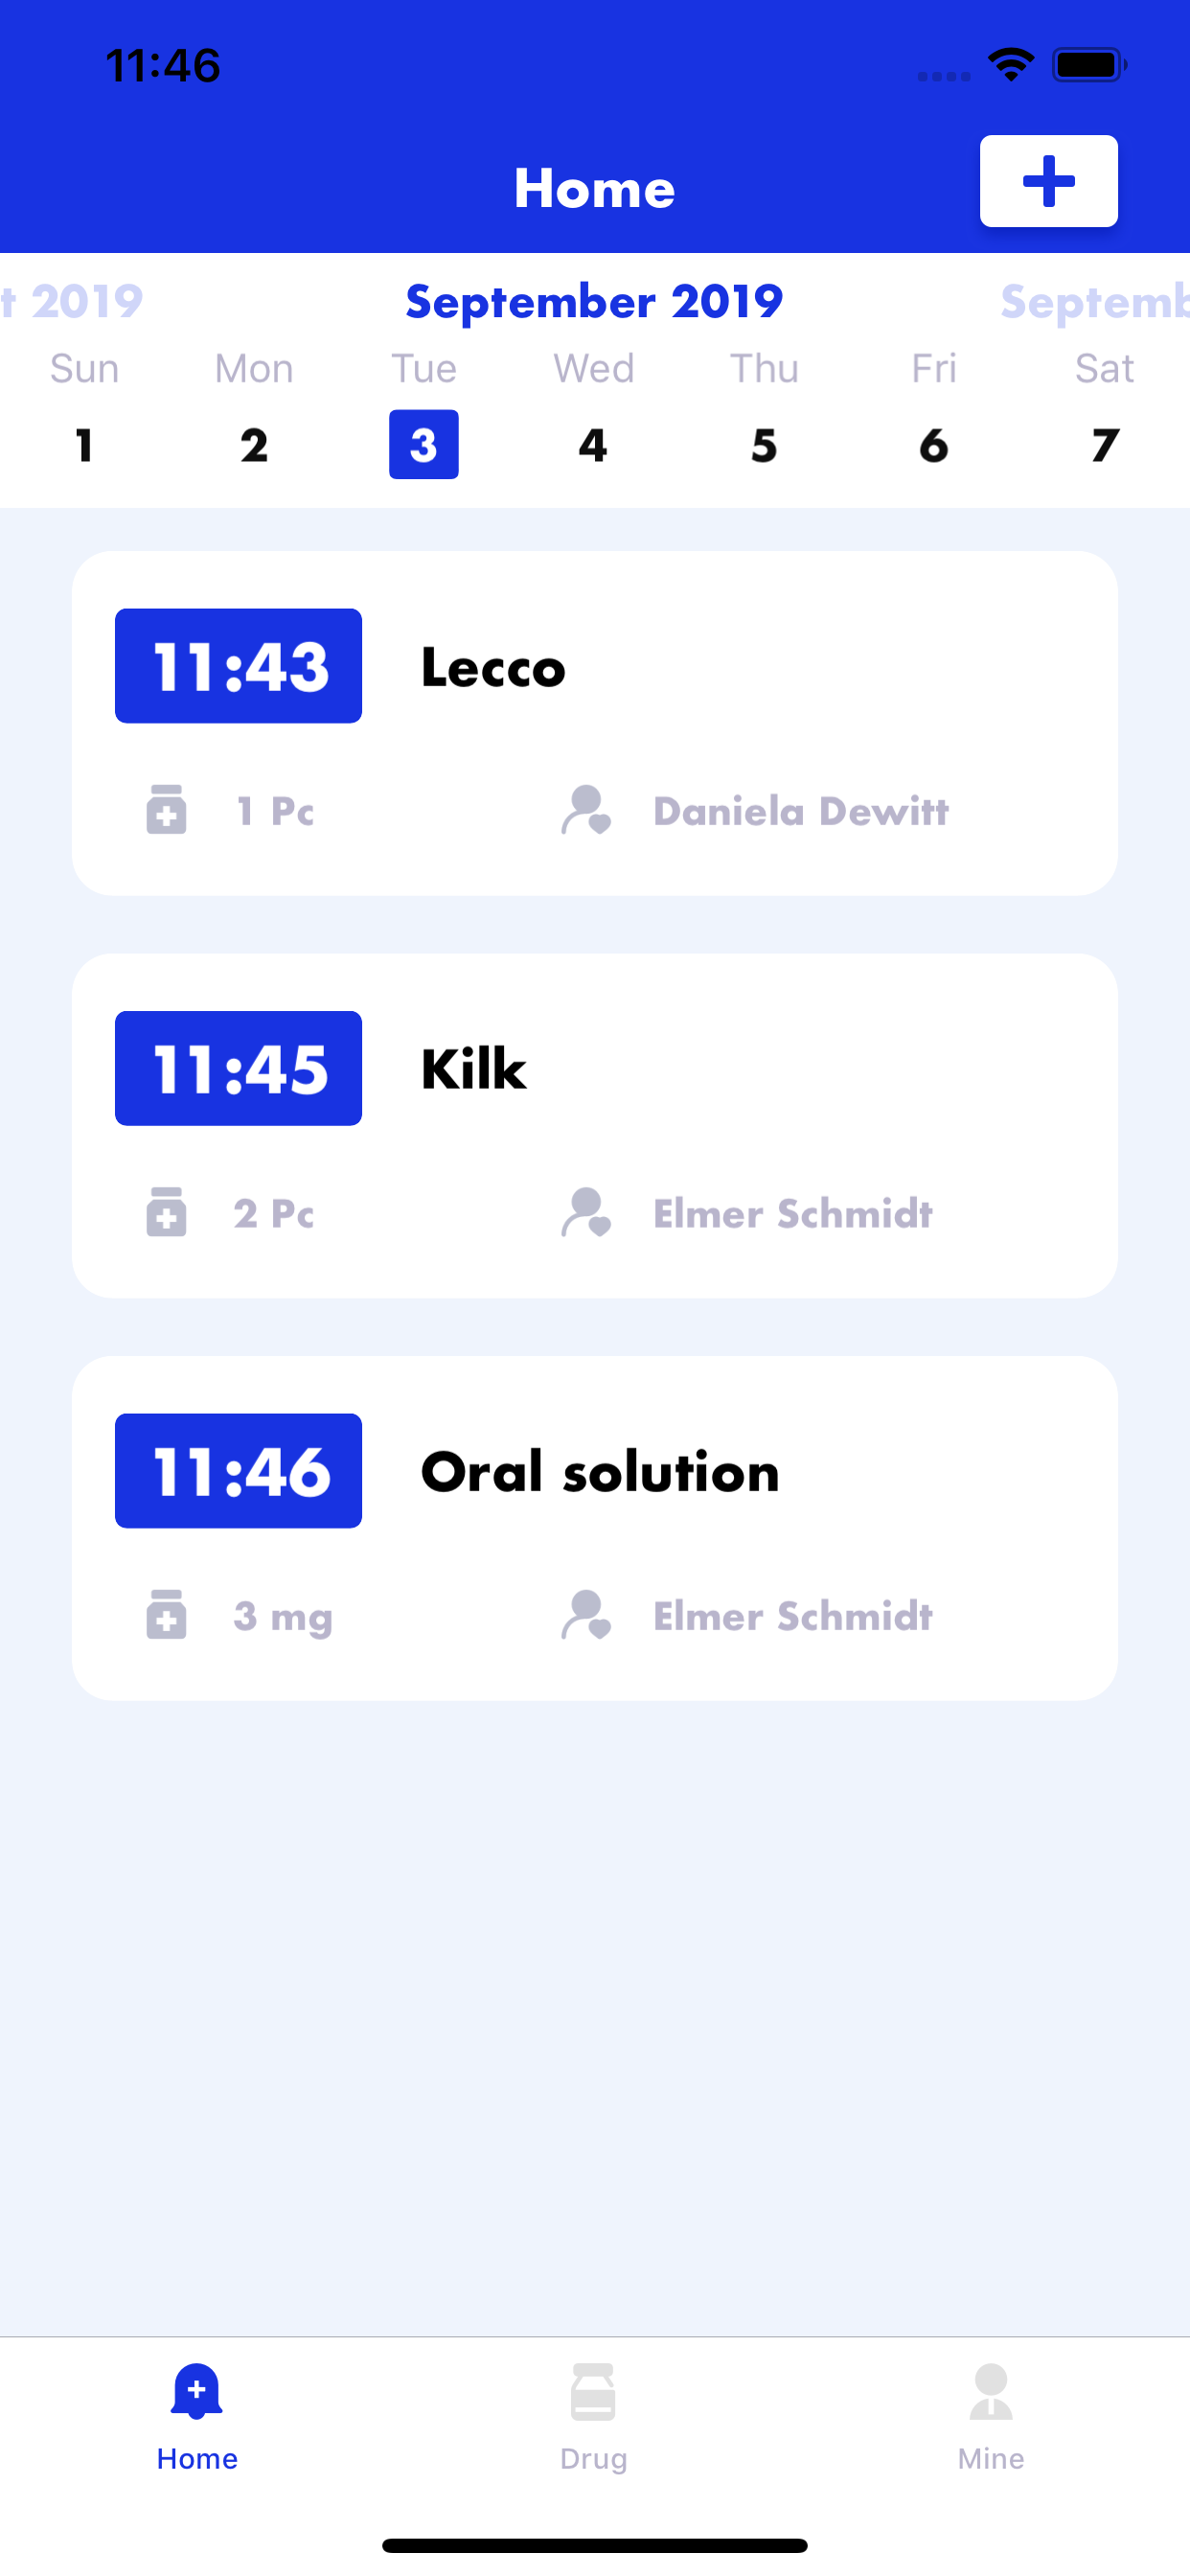 11:46
Home
t 2019 September 2019 Septemb
Sun Mon Tue Wed Thu Fri Sat
1 2 3 4 5 6 7
11:43 Lecco
1 Pc Daniela Dewitt
11:45 Kilk
2 Pc Elmer Schmidt
11:46 Oral solution
3 mg Elmer Schmidt
Home Drug Mine